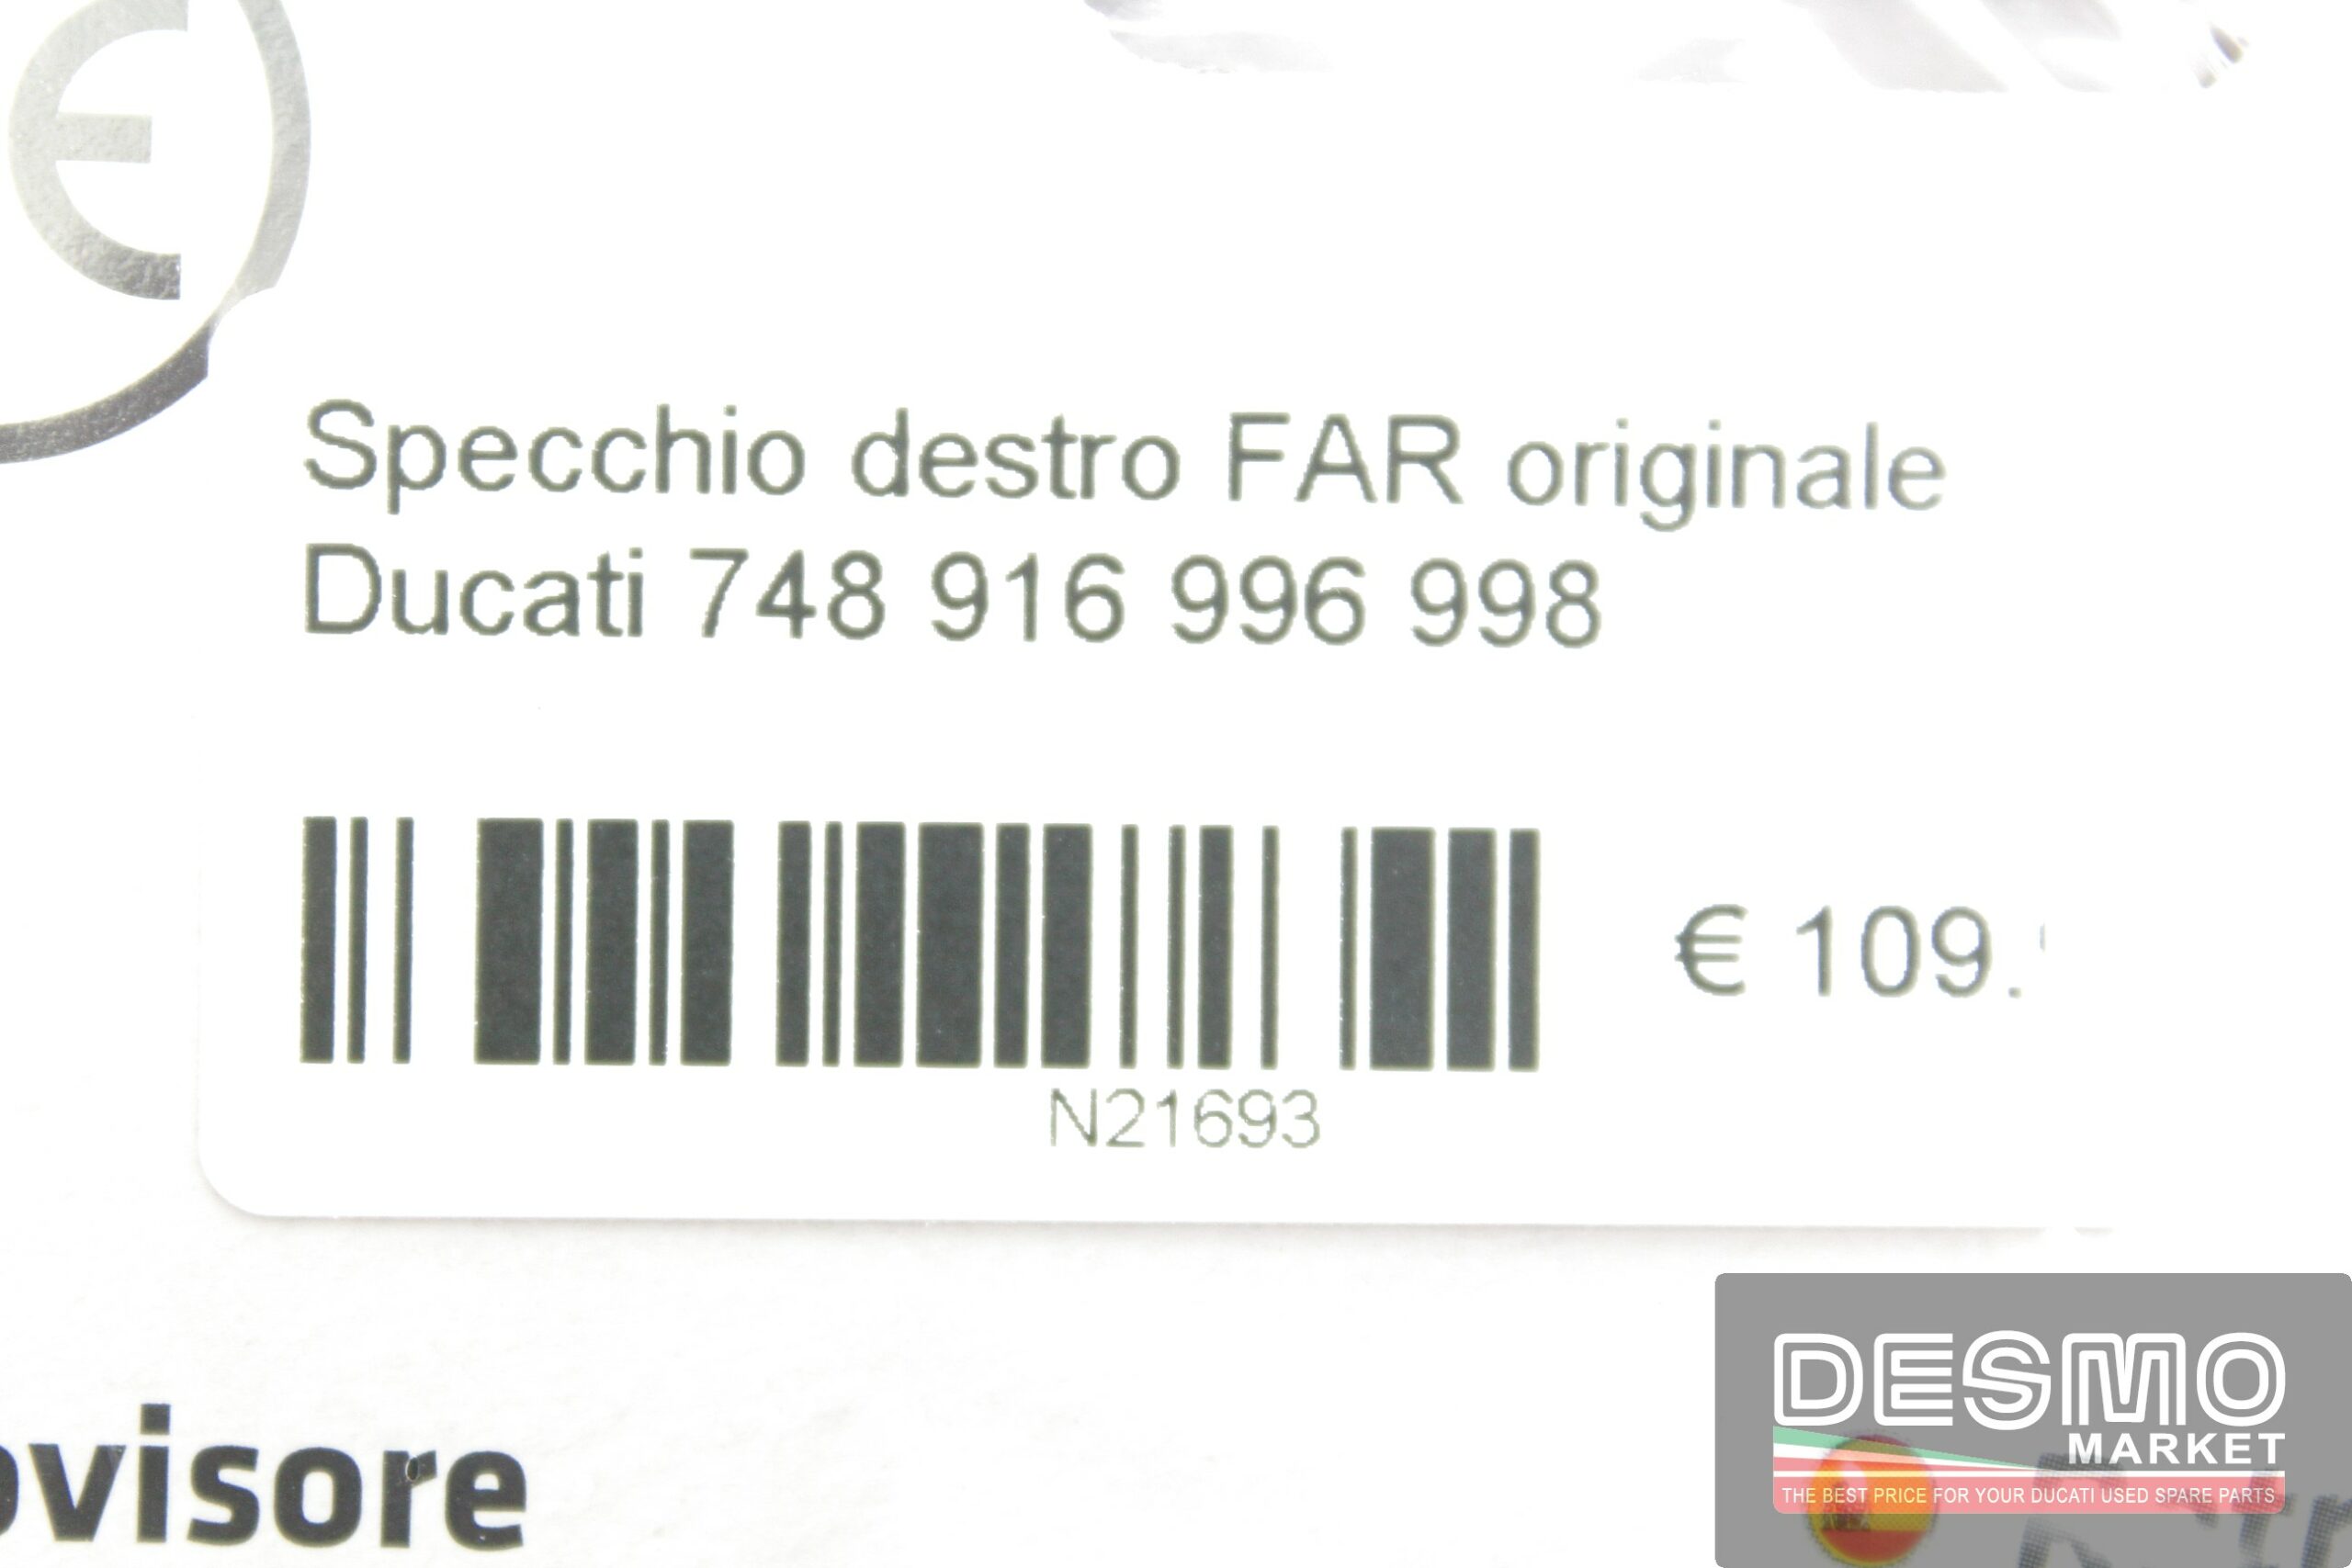 Specchio destro FAR originale
Ducati 748 916 996 998
€ 109.
N21693
ovisore
DESMO
MARKET
THE BEST PRICE FOR YOUR DUCATI USED SPARE PARTS